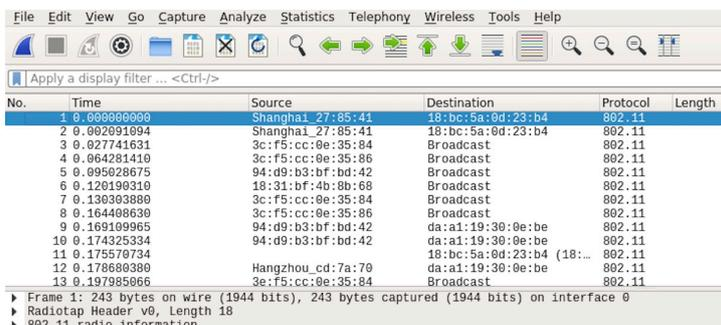 File Edit View Go Capture Analyze Statistics Telephony Wireless Tools Help
Apply a display filter ... <Ctrl-/>
No. Time Source Destination Protocol Length
1 0.000000000 Shanghai_27:85:41 18:bc:5a:0d:23:b4 802.11
2 0.002091094 Shanghai_27:85:41 18:bc:5a:0d:23:b4 802.11
3 0.027741631 3c:f5:cc:0e:35:84 Broadcast 802.11
4 0.064281410 3c:f5:cc:0e:35:86 Broadcast 802.11
5 0.095028675 94:d9:b3:bf:bd:42 Broadcast 802.11
6 0.120190310 18:31:bf:4b:8b:68 Broadcast 802.11
7 0.130303880 3c:f5:cc:0e:35:84 Broadcast 802.11
8 0.164408630 3c:f5:cc:0e:35:86 Broadcast 802.11
9 0.169109965 94:d9:b3:bf:bd:42 da:a1:19:30:0e:be 802.11
10 0.174325334 94:d9:b3:bf:bd:42 da:a1:19:30:0e:be 802.11
11 0.175570734 18:bc:5a:0d:23:b4 (18:… 802.11
12 0.178680380 Hangzhou_cd:7a:70 da:a1:19:30:0e:be 802.11
13 0.197985066 3e:f5:cc:0e:35:84 Broadcast 802.11
Frame 1: 243 bytes on wire (1944 bits), 243 bytes captured (1944 bits) on interface 0
Radiotap Header v0, Length 18
802.11 radio information